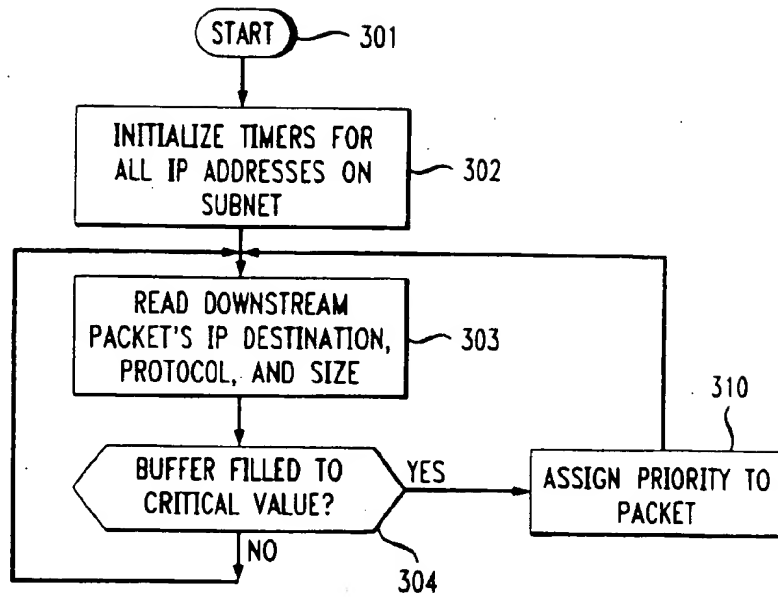 START
301
INITIALIZE TIMERS FOR
ALL IP ADDRESSES ON
SUBNET
302
READ DOWNSTREAM
PACKET'S IP DESTINATION,
PROTOCOL, AND SIZE
303
BUFFER FILLED TO
CRITICAL VALUE?
YES
NO
304
310
ASSIGN PRIORITY TO
PACKET